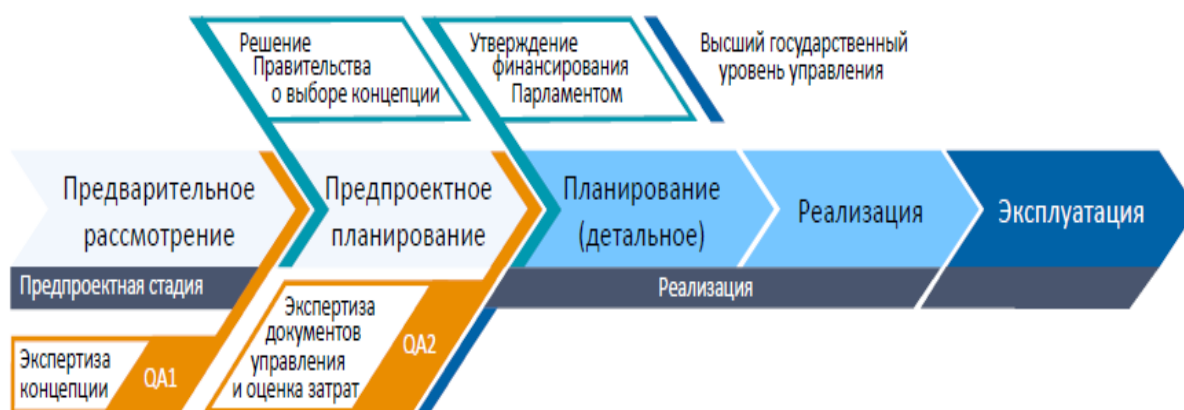 Решение
Правительства
о выборе концепции
Утверждение
финансирования
Парламентом
Высший государственный
уровень управления
Предварительное
рассмотрение
Предпроектное
планирование
Планирование
(детальное)
Реализация
Эксплуатация
Предпроектная стадия
Реализация
Экспертиза
концепции
QA1
Экспертиза
документов
управления
и оценка затрат
QA2